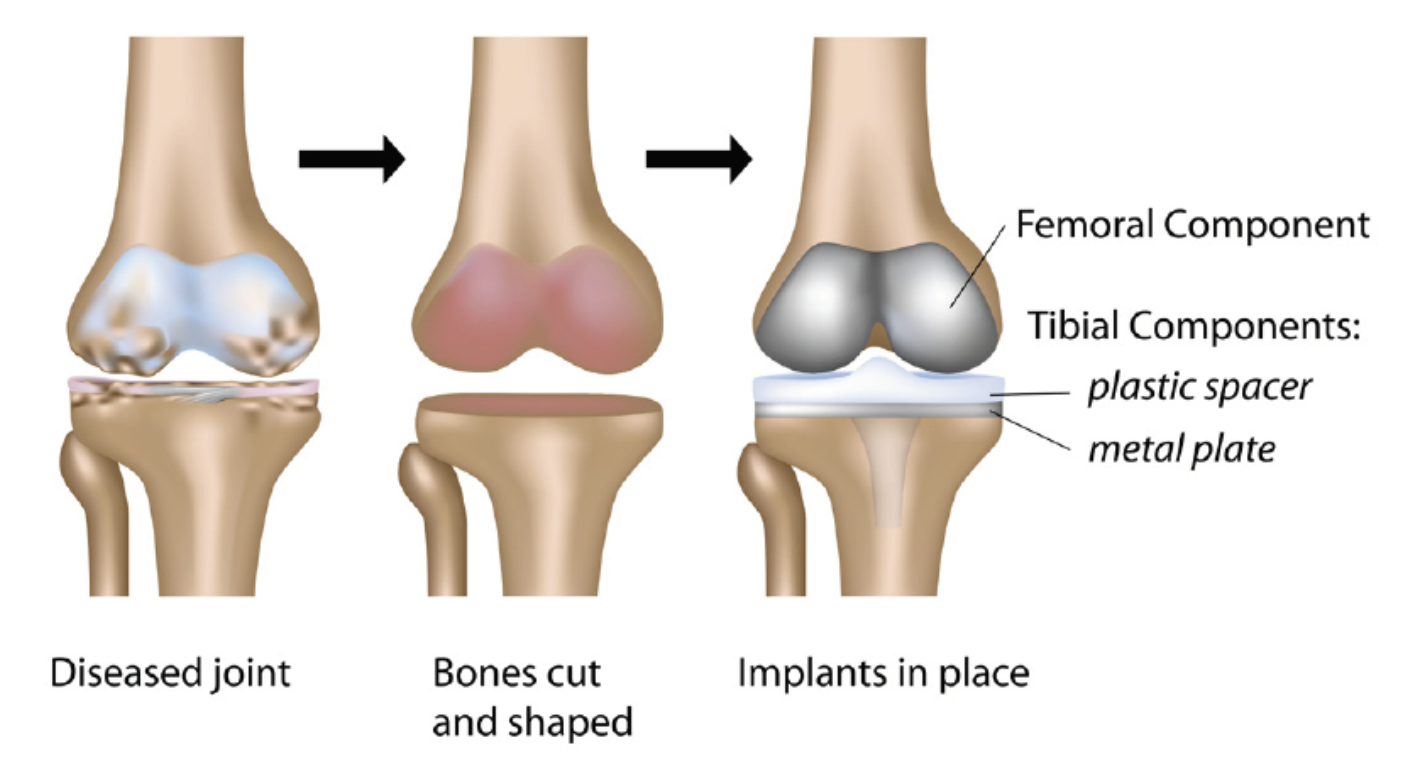 Femoral Component
Tibial Components:
plastic spacer
metal plate
Diseased joint
Bones cut
and shaped
Implants in place